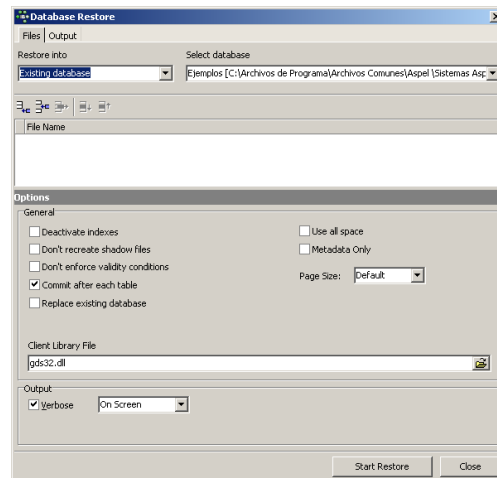 Database Restore
Files Output
Restore into Select database
Existing database Ejemplos [C:\Archivos de Programa\Archivos Comunes\Aspel \Sistemas Asp
File Name
Options
General
Deactivate indexes Use all space
Don't recreate shadow files Metadata Only
Don't enforce validity conditions Page Size: Default
Commit after each table
Replace existing database
Client Library File
gds32.dll
Output
Verbose On Screen
Start Restore Close